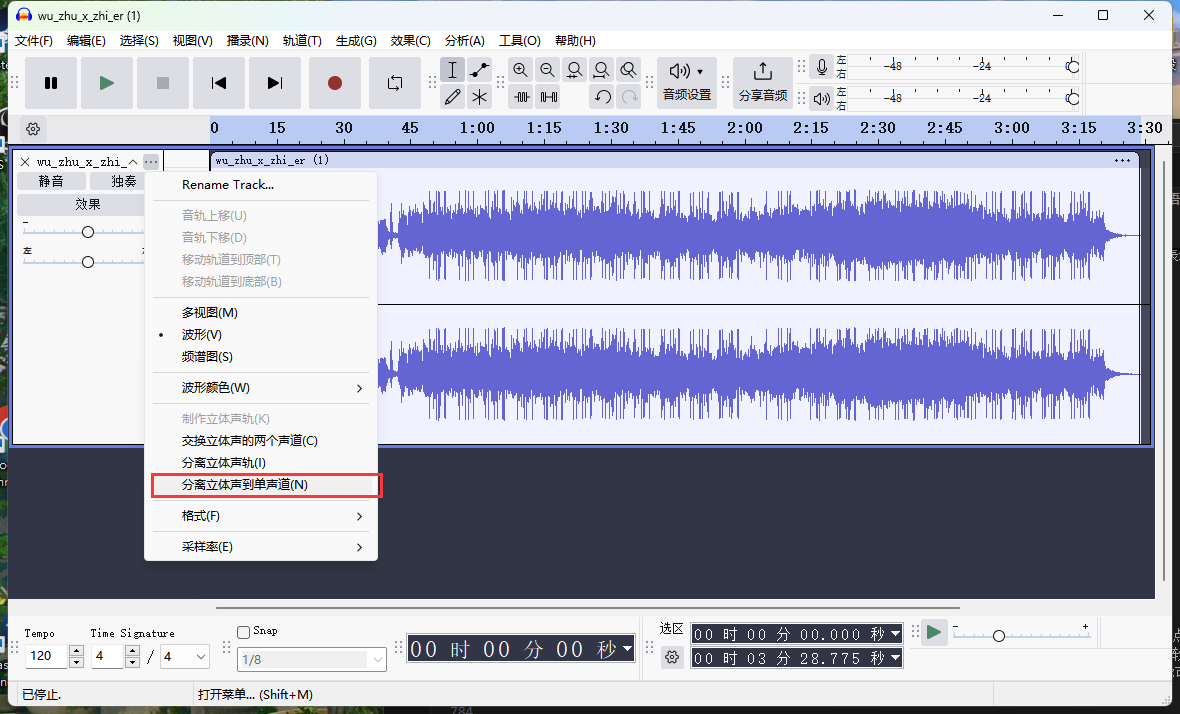 wu_zhu_x_zhi_er (1)
文件(F) 编辑(E) 选择(S) 视图(V) 播录(N) 轨道(T) 生成(G) 效果(C) 分析(A) 工具(O) 帮助(H)
音频设置
分享音频
左 -48 -24 0
右
左 -48 -24 0
右
0 15 30 45 1:00 1:15 1:30 1:45 2:00 2:15 2:30 2:45 3:00 3:15 3:30
wu_zhu_x_zhi_ ...
wu_zhu_x_zhi_er (1) ...
静音 独奏
效果
- 
左
Rename Track...
音轨上移(U)
音轨下移(D)
移动轨道到顶部(T)
移动轨道到底部(B)
多视图(M)
波形(V)
频谱图(S)
波形颜色(W)
制作立体声轨(K)
交换立体声的两个声道(C)
分离立体声轨(I)
分离立体声到单声道(N)
格式(F)
采样率(E)
Tempo
120
Time Signature
4 / 4
Snap
1/8
00 时 00 分 00 秒
选区
00 时 00 分 00.000 秒
00 时 03 分 28.775 秒
- +
已停止.
打开菜单... (Shift+M)
784